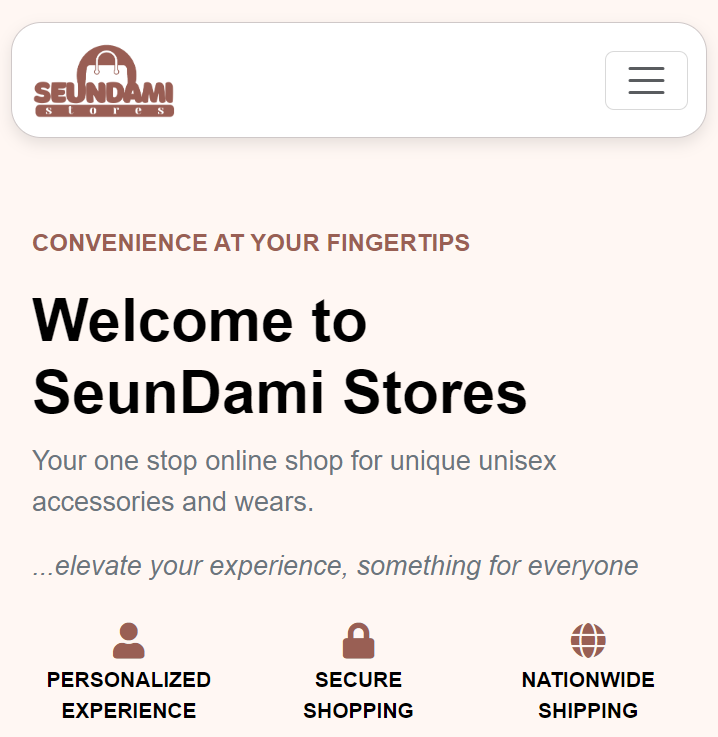 SEUNDAMI
stores
CONVENIENCE AT YOUR FINGERTIPS
Welcome to
SeunDami Stores
Your one stop online shop for unique unisex
accessories and wears.
...elevate your experience, something for everyone
PERSONALIZED
EXPERIENCE
SECURE
SHOPPING
NATIONWIDE
SHIPPING